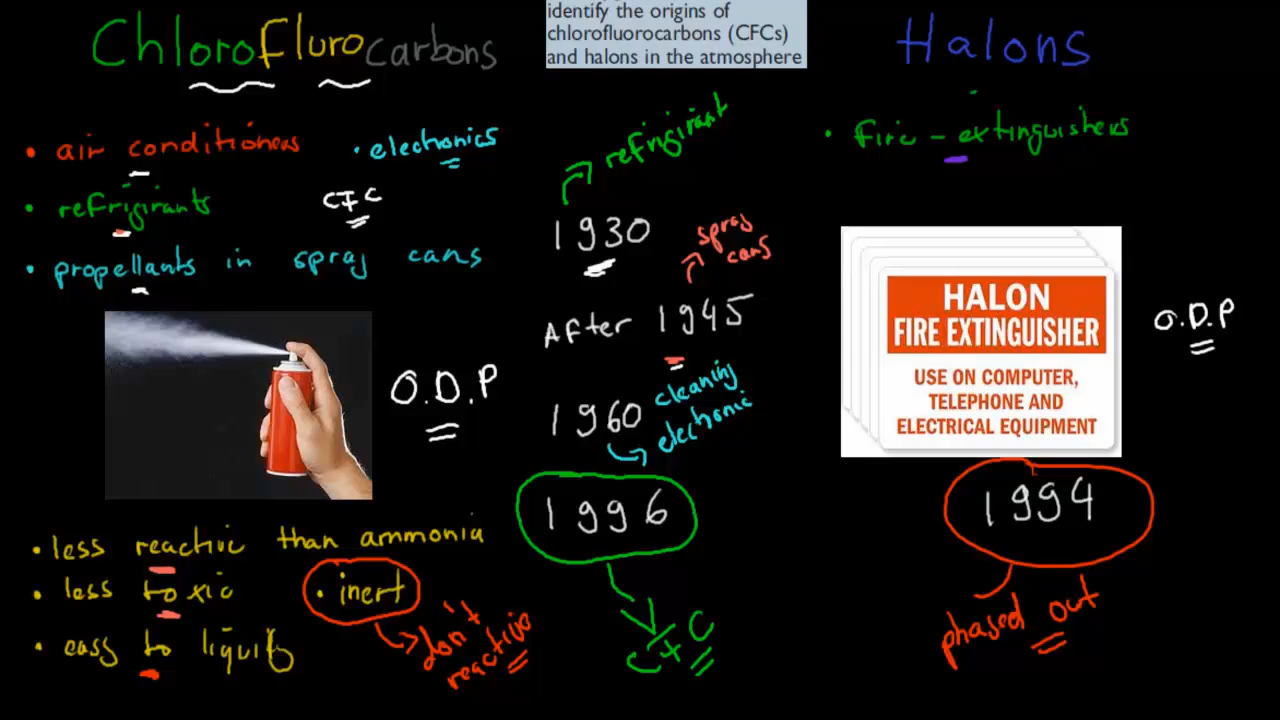 Chlorofluro carbons
identify the origins of
chlorofluorocarbons (CFCs)
and halons in the atmosphere
Halons
• air conditioners
• electronics
• refrigirants
CFC
• propellants in spray cans
O.D.P
• less reactive than ammonia
• less toxic
• easy to liquify
• inert
don't
reactive
refrigirant
1930
spray
cans
After 1945
1960
cleaning
electronic
1996
• fire-extinguishers
HALON
FIRE EXTINGUISHER
USE ON COMPUTER,
TELEPHONE AND
ELECTRICAL EQUIPMENT
O.D.P
1994
phased out